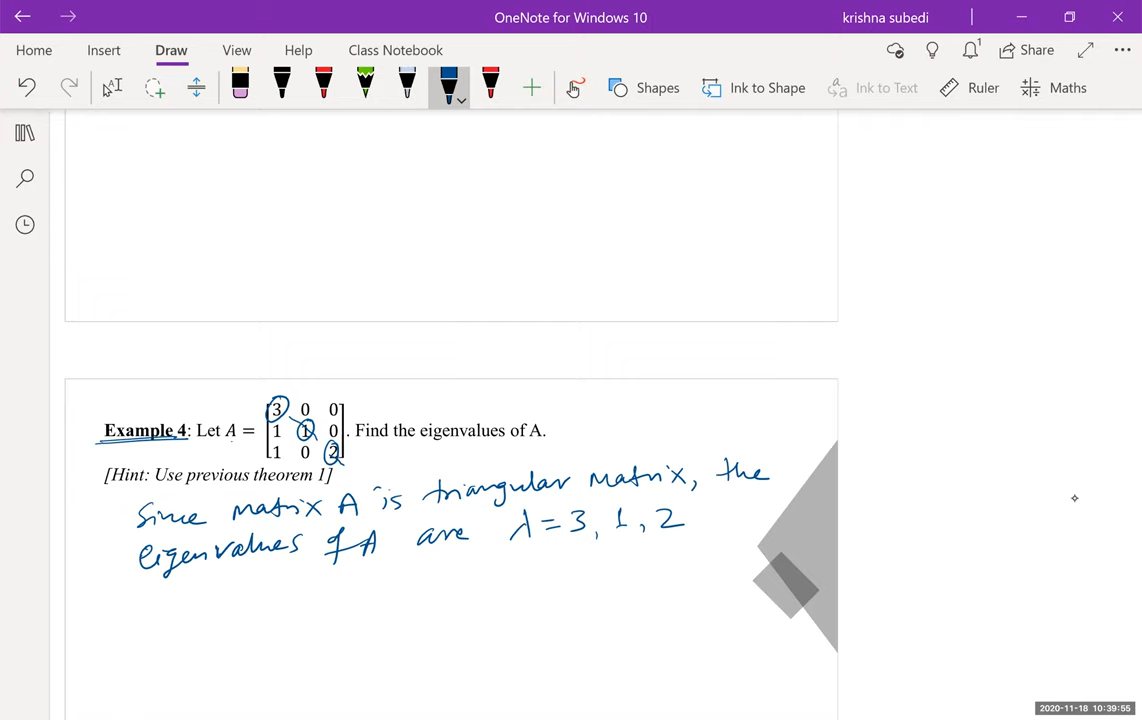 OneNote for Windows 10
krishna subedi
Home Insert Draw View Help Class Notebook
1
Share
Shapes
Ink to Shape
Ink to Text
Ruler
Maths
Example 4: Let A = [3 0 0
1 1 0
1 0 2]. Find the eigenvalues of A.
[Hint: Use previous theorem 1]
Since matrix A is triangular matrix, the
eigenvalues of A are λ = 3, 1, 2
2020-11-18 10:39:55